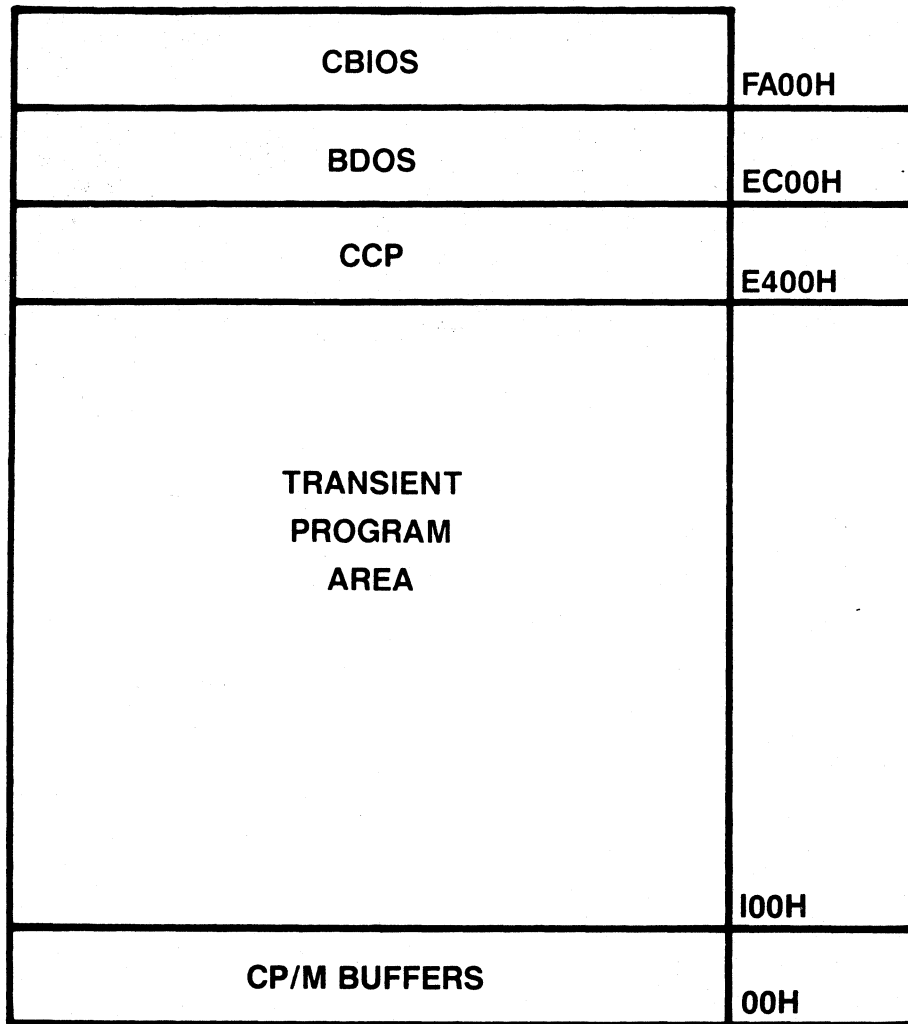 CBIOS
FA00H
BDOS
EC00H
CCP
E400H
TRANSIENT
PROGRAM
AREA
I00H
CP/M BUFFERS
00H